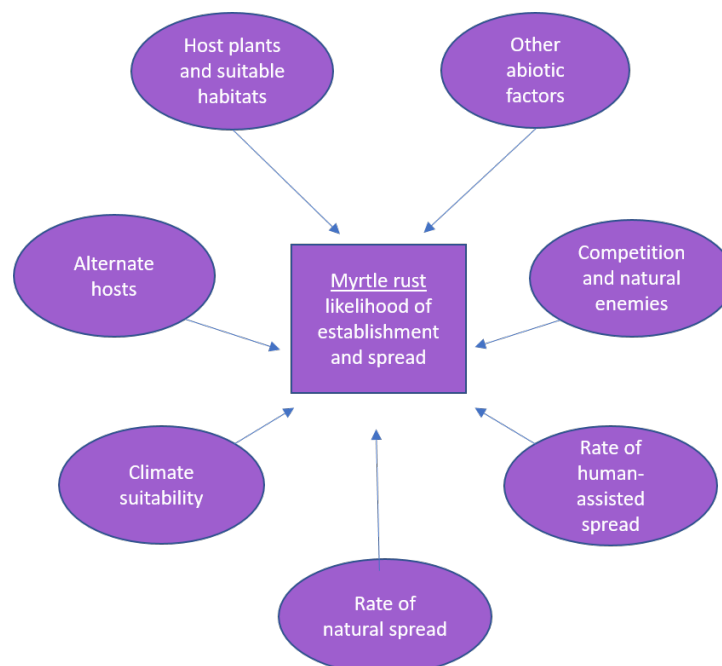 Host plants
and suitable
habitats
Other
abiotic
factors
Alternate
hosts
Myrtle rust
likelihood of
establishment
and spread
Competition
and natural
enemies
Climate
suitability
Rate of
human-
assisted
spread
Rate of
natural spread